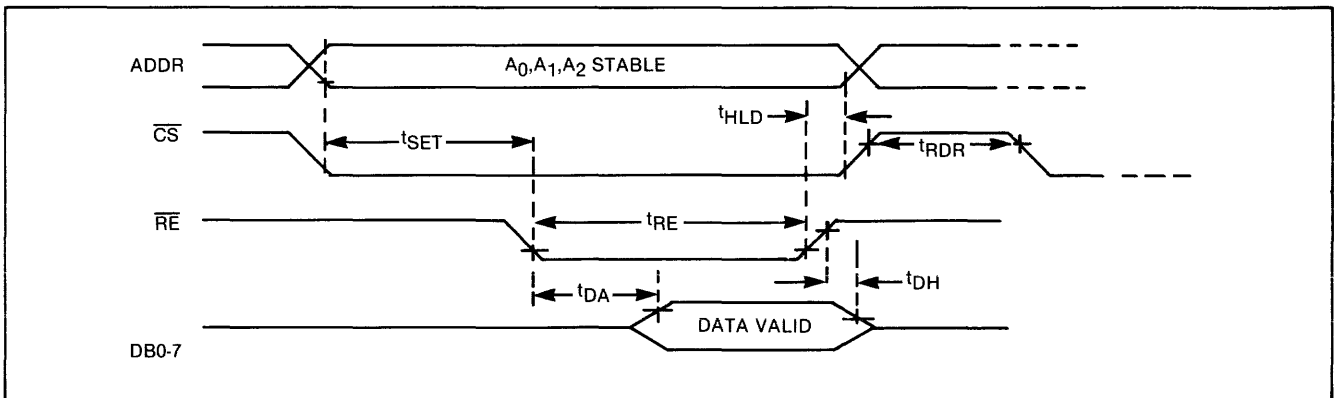 ADDR
A0,A1,A2 STABLE
tHLD
CS
tSET
tRDR
RE
tRE
tDA
tDH
DATA VALID
DB0-7